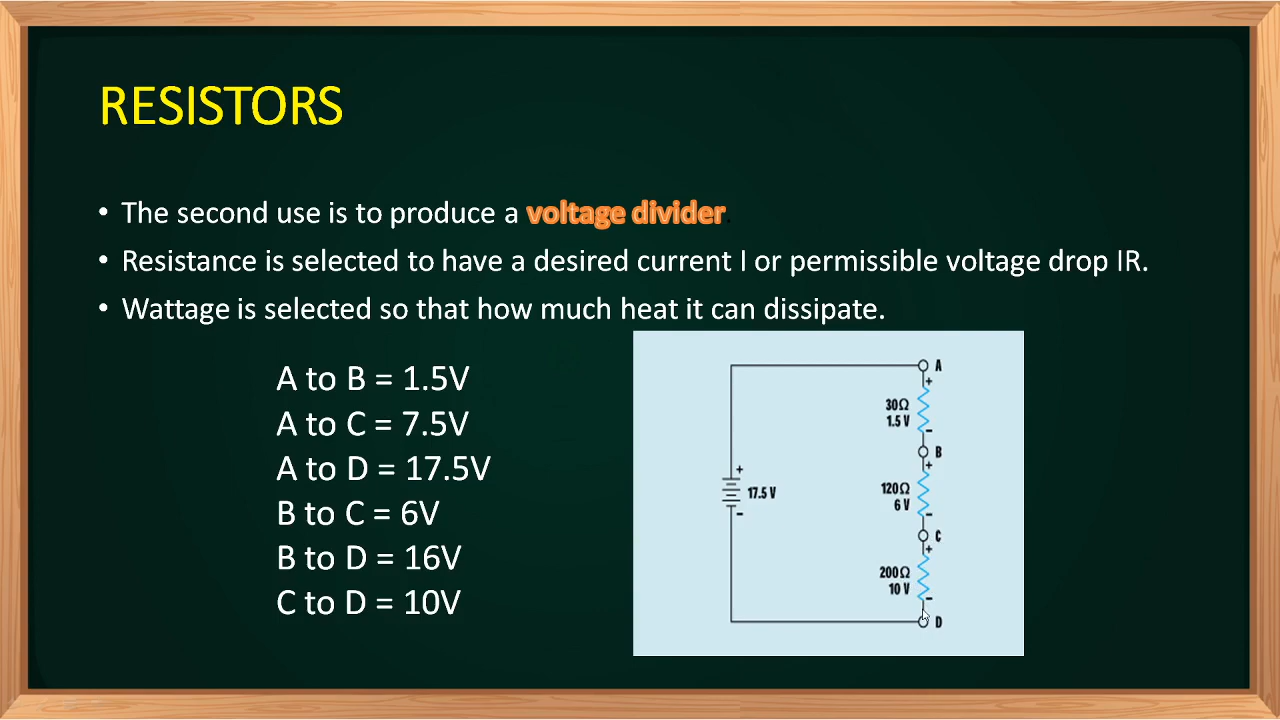 RESISTORS
• The second use is to produce a voltage divider.
• Resistance is selected to have a desired current I or permissible voltage drop IR.
• Wattage is selected so that how much heat it can dissipate.
A to B = 1.5V
A to C = 7.5V
A to D = 17.5V
B to C = 6V
B to D = 16V
C to D = 10V
A
+
30Ω
1.5 V
−
B
+
+
17.5 V
−
120Ω
6 V
−
C
+
200Ω
10 V
−
D